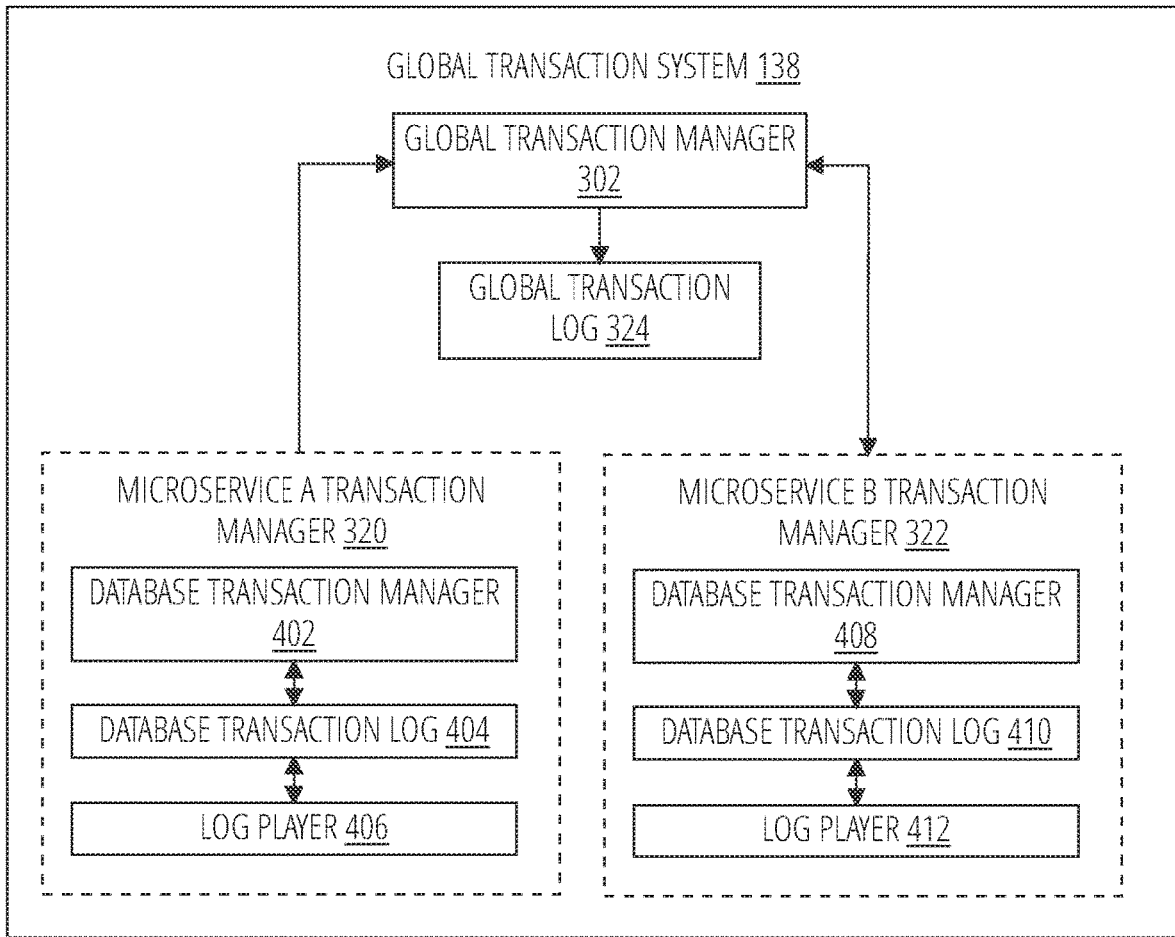 GLOBAL TRANSACTION SYSTEM 138
GLOBAL TRANSACTION MANAGER
302
GLOBAL TRANSACTION
LOG 324
MICROSERVICE A TRANSACTION
MANAGER 320
DATABASE TRANSACTION MANAGER
402
DATABASE TRANSACTION LOG 404
LOG PLAYER 406
MICROSERVICE B TRANSACTION
MANAGER 322
DATABASE TRANSACTION MANAGER
408
DATABASE TRANSACTION LOG 410
LOG PLAYER 412